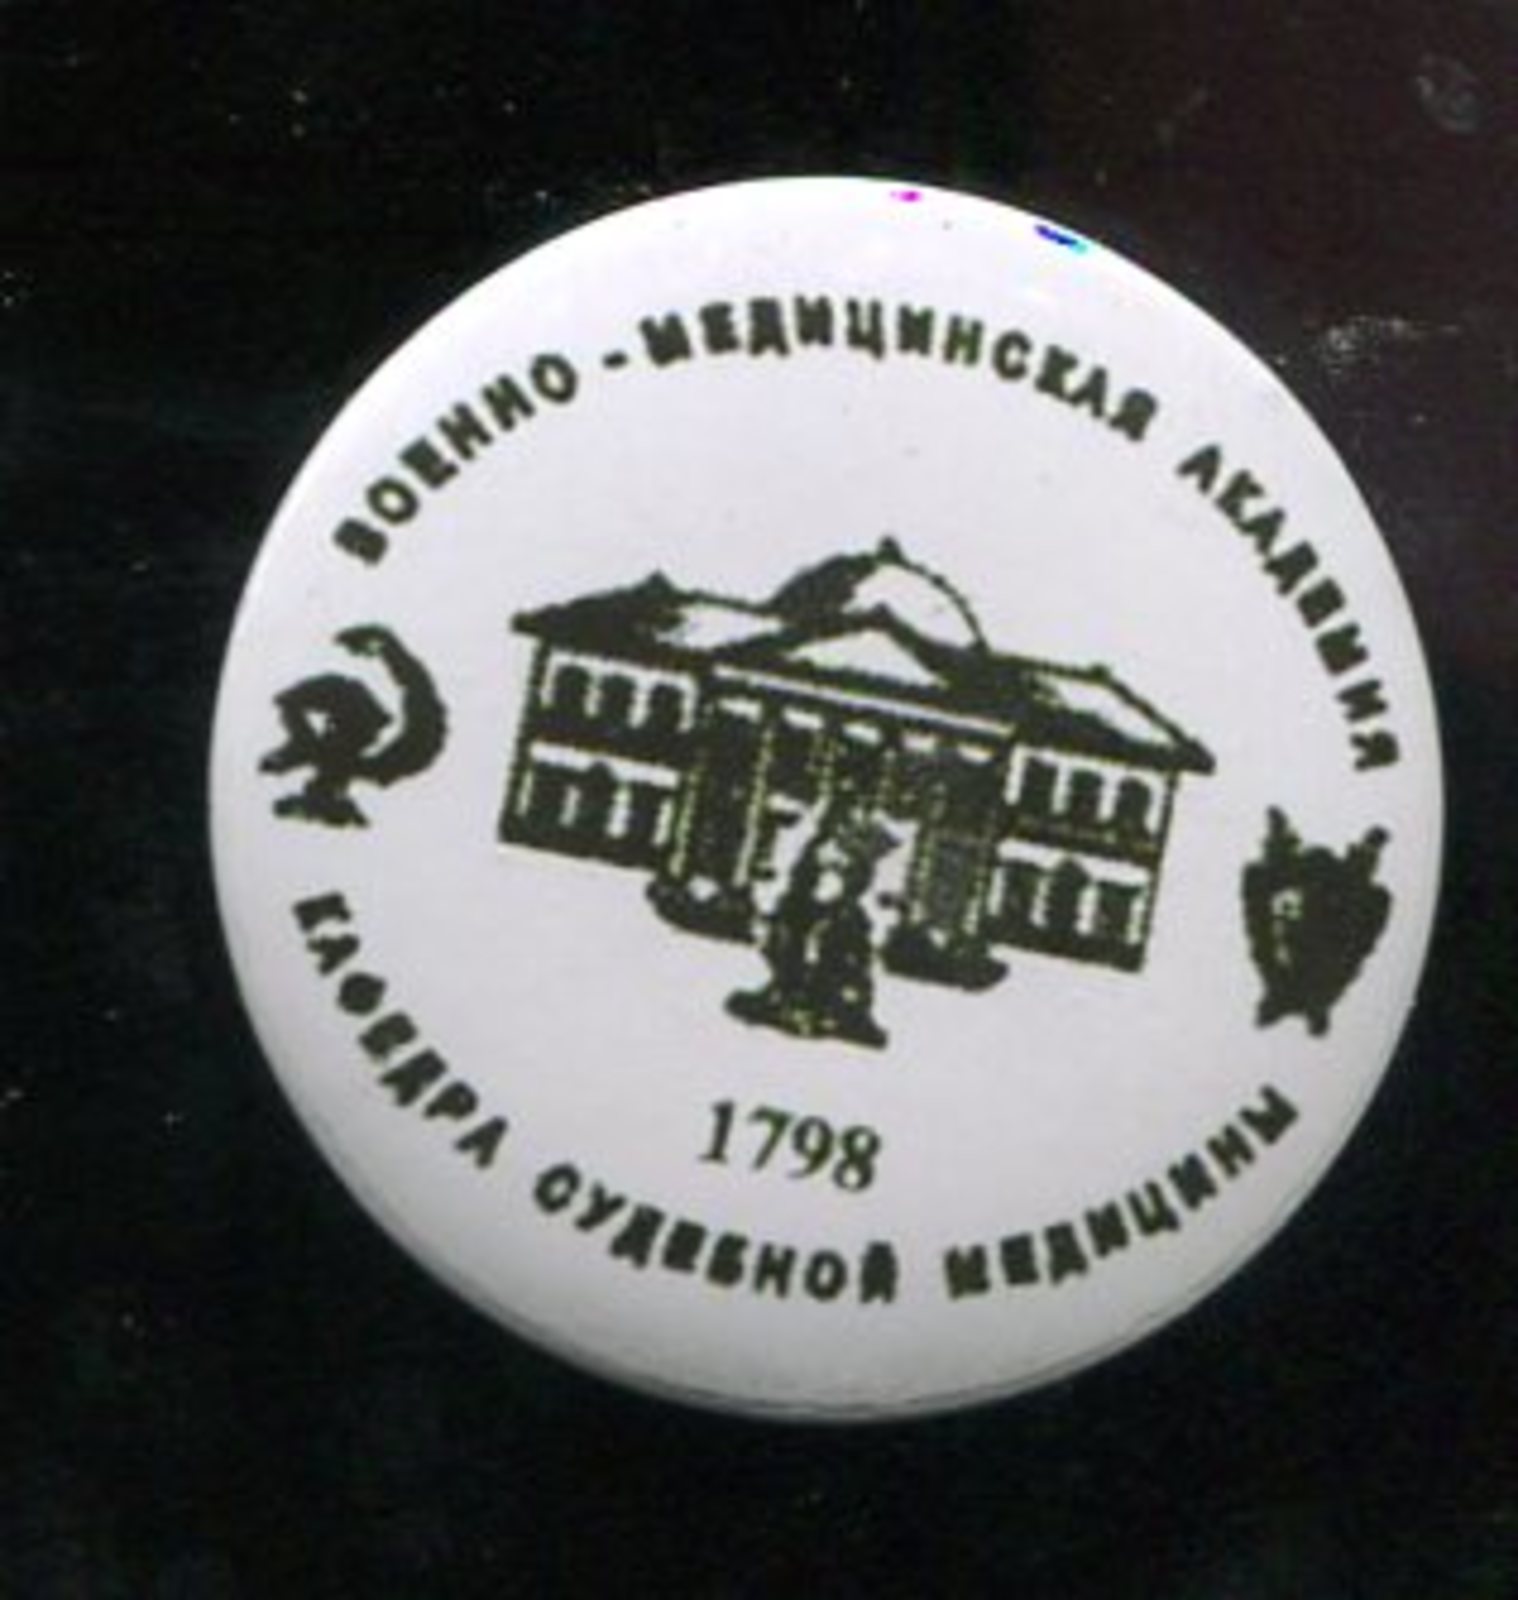 ВОЕННО - МЕДИЦИНСКАЯ АКАДЕМИЯ
1798
КАФЕДРА СУДЕБНОЙ МЕДИЦИНЫ